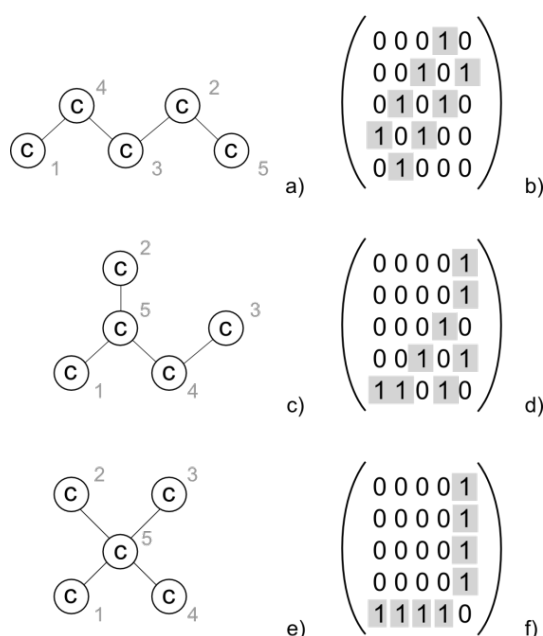 4 2
C C
C C C
1 3 5
a)
0 0 0 1 0
0 0 1 0 1
0 1 0 1 0
1 0 1 0 0
0 1 0 0 0
b)
2
C
5 3
C C
C C
1 4
c)
0 0 0 0 1
0 0 0 0 1
0 0 0 1 0
0 0 1 0 1
1 1 0 1 0
d)
2 3
C C
5
C
C C
1 4
e)
0 0 0 0 1
0 0 0 0 1
0 0 0 0 1
0 0 0 0 1
1 1 1 1 0
f)